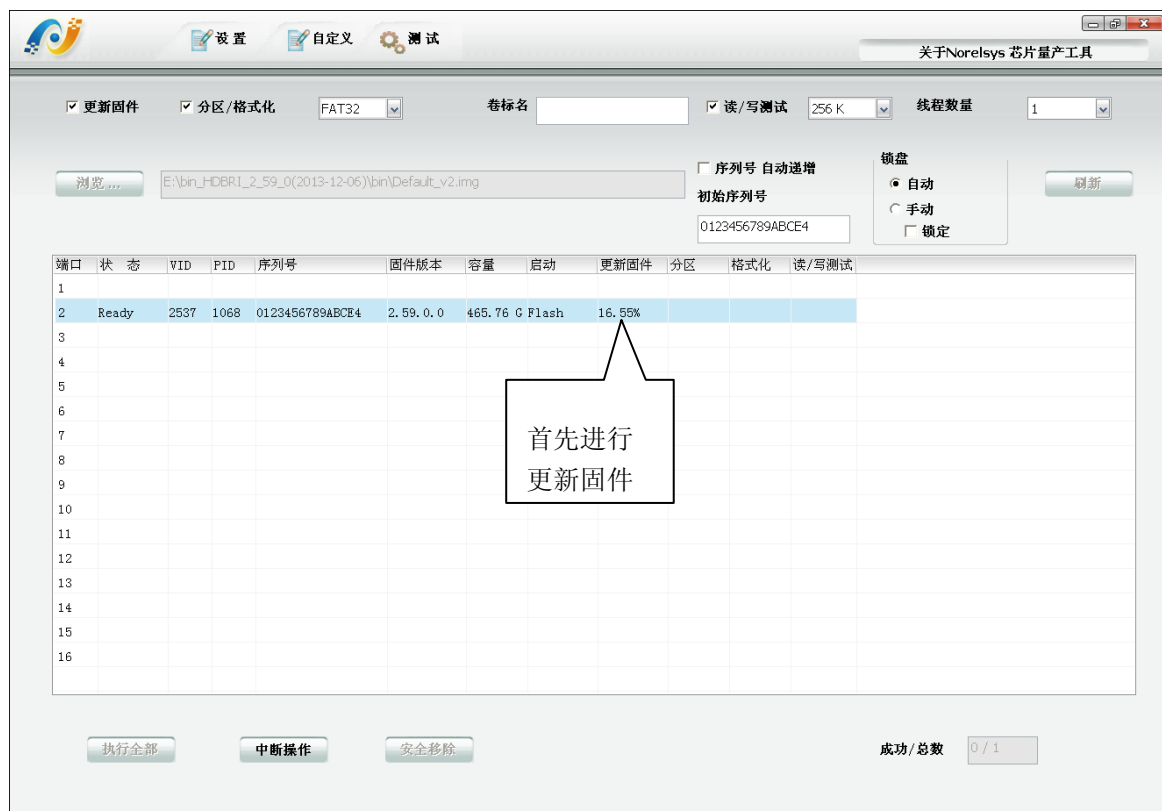 设置 自定义 测试
关于Norelsys 芯片量产工具
更新固件 分区/格式化 FAT32 卷标名 读/写测试 256 K 线程数量 1
浏览... E:\bin_HDBRI_2_59_0(2013-12-06)\bin\Default_v2.img
序列号 自动递增
初始序列号
0123456789ABCE4
锁盘
自动
手动
锁定
刷新
端口 状 态 VID PID 序列号 固件版本 容量 启动 更新固件 分区 格式化 读/写测试
1
2 Ready 2537 1068 0123456789ABCE4 2.59.0.0 465.76 G Flash 16.55%
3
4
5
6
7
8
9
10
11
12
13
14
15
16
首先进行
更新固件
执行全部 中断操作 安全移除 成功/总数 0 / 1